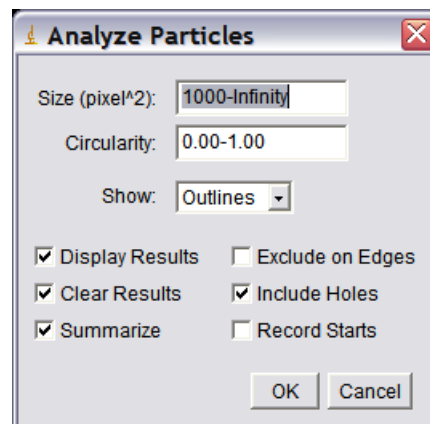 Analyze Particles
Size (pixel^2): 1000-Infinity
Circularity: 0.00-1.00
Show: Outlines
Display Results Exclude on Edges
Clear Results Include Holes
Summarize Record Starts
OK Cancel